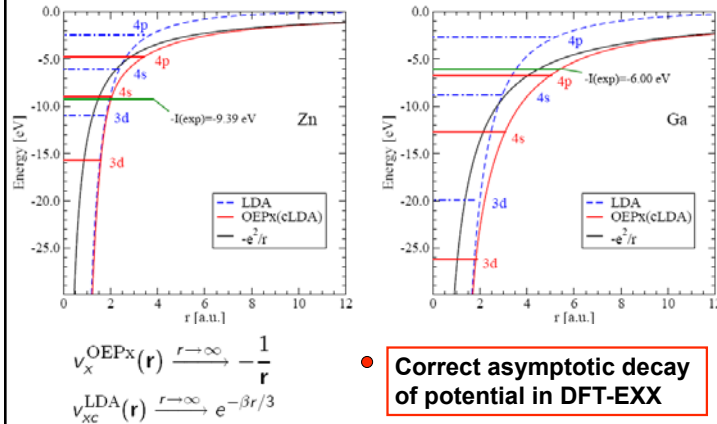 0.0
-5.0
-10.0
-15.0
-20.0
-25.0
Energy [eV]
4p
4s
4p
4s
3d
-I(exp)=-9.39 eV
Zn
3d
LDA
OEPx(cLDA)
-e²/r
0 2 4 6 8 10 12
r [a.u.]
0.0
-5.0
-10.0
-15.0
-20.0
-25.0
Energy [eV]
4p
4p
-I(exp)=-6.00 eV
4s
Ga
4s
3d
LDA
OEPx(cLDA)
-e²/r
3d
0 2 4 6 8 10 12
r [a.u.]
v_x^OEPx(r) r→∞ → −1/r
v_xc^LDA(r) r→∞ → e^−βr/3
• Correct asymptotic decay
of potential in DFT-EXX